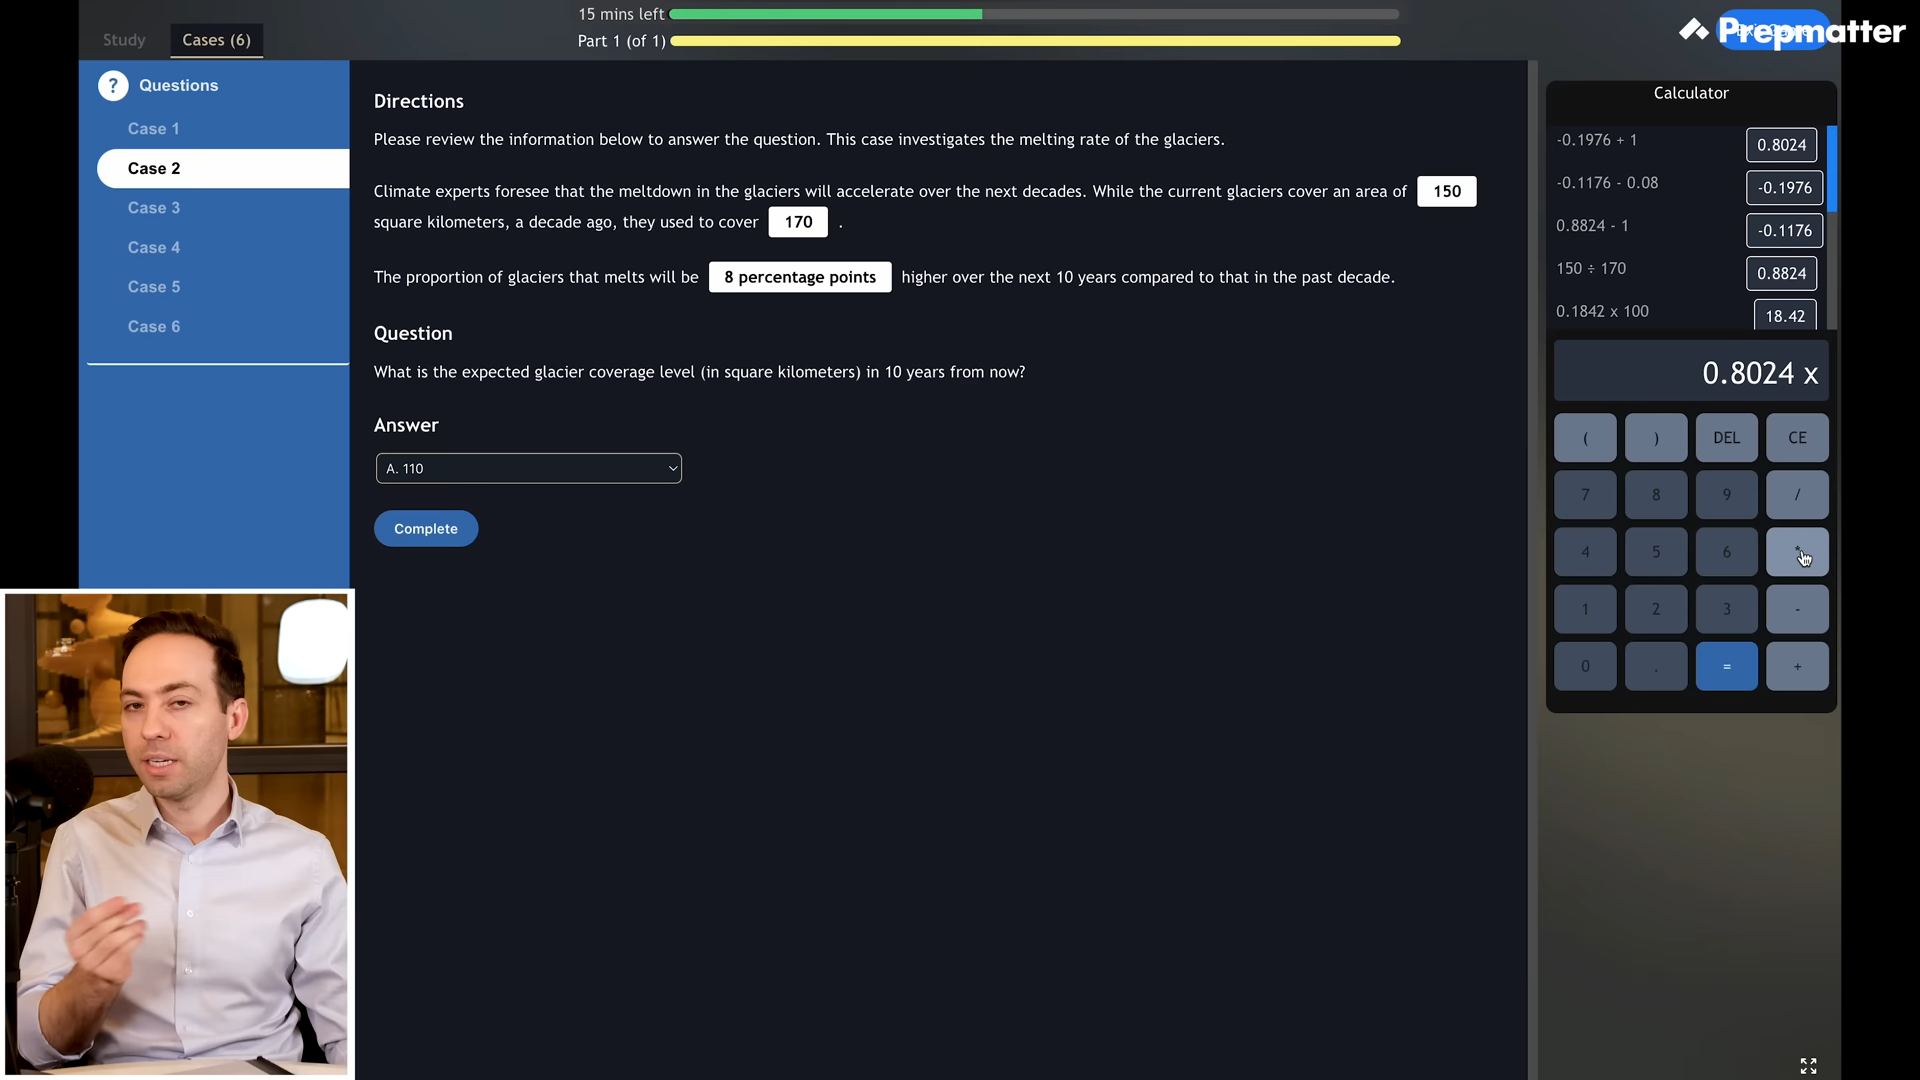 15 mins left
Part 1 (of 1)
Prepmatter
Study
Cases (6)
? Questions
Case 1
Case 2
Case 3
Case 4
Case 5
Case 6
Directions
Please review the information below to answer the question. This case investigates the melting rate of the glaciers.
Climate experts foresee that the meltdown in the glaciers will accelerate over the next decades. While the current glaciers cover an area of 150
square kilometers, a decade ago, they used to cover 170 .
The proportion of glaciers that melts will be 8 percentage points higher over the next 10 years compared to that in the past decade.
Question
What is the expected glacier coverage level (in square kilometers) in 10 years from now?
Answer
A. 110
Complete
Calculator
-0.1976 + 1 0.8024
-0.1176 - 0.08 -0.1976
0.8824 - 1 -0.1176
150 ÷ 170 0.8824
0.1842 x 100 18.42
0.8024 x
( ) DEL CE
7 8 9 /
4 5 6
1 2 3 -
0 . = +